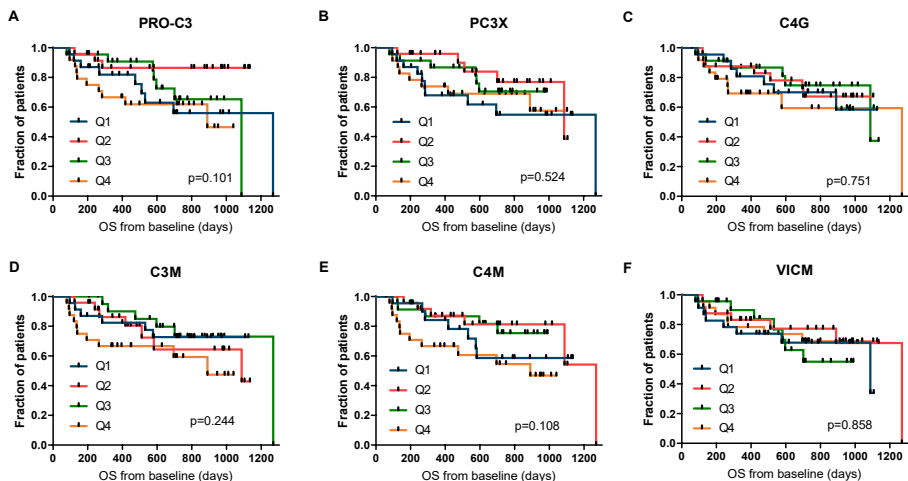 A
PRO-C3
Fraction of patients
1.0
0.8
0.6
0.4
0.2
0.0
Q1
Q2
Q3
Q4
p=0.101
0 200 400 600 800 1000 1200
OS from baseline (days)
B
PC3X
Fraction of patients
1.0
0.8
0.6
0.4
0.2
0.0
Q1
Q2
Q3
Q4
p=0.524
0 200 400 600 800 1000 1200
OS from baseline (days)
C
C4G
Fraction of patients
1.0
0.8
0.6
0.4
0.2
0.0
Q1
Q2
Q3
Q4
p=0.751
0 200 400 600 800 1000 1200
OS from baseline (days)
D
C3M
Fraction of patients
1.0
0.8
0.6
0.4
0.2
0.0
Q1
Q2
Q3
Q4
p=0.244
0 200 400 600 800 1000 1200
OS from baseline (days)
E
C4M
Fraction of patients
1.0
0.8
0.6
0.4
0.2
0.0
Q1
Q2
Q3
Q4
p=0.108
0 200 400 600 800 1000 1200
OS from baseline (days)
F
VICM
Fraction of patients
1.0
0.8
0.6
0.4
0.2
0.0
Q1
Q2
Q3
Q4
p=0.858
0 200 400 600 800 1000 1200
OS from baseline (days)